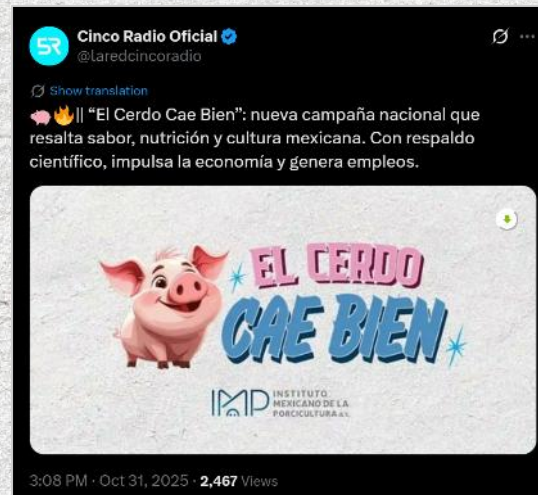 Cinco Radio Oficial
@laredcincoradio
Show translation
|| “El Cerdo Cae Bien”: nueva campaña nacional que
resalta sabor, nutrición y cultura mexicana. Con respaldo
científico, impulsa la economía y genera empleos.
EL CERDO
CAE BIEN
IMP INSTITUTO
MEXICANO DE LA
PORCICULTURA A.C.
3:08 PM · Oct 31, 2025 · 2,467 Views